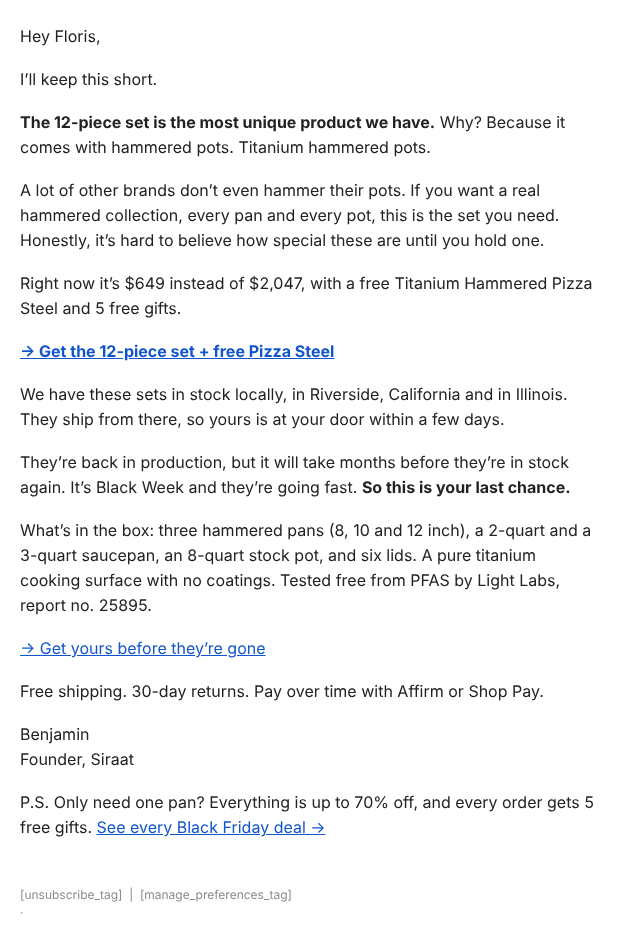 Hey Floris,
I’ll keep this short.
The 12-piece set is the most unique product we have. Why? Because it
comes with hammered pots. Titanium hammered pots.
A lot of other brands don’t even hammer their pots. If you want a real
hammered collection, every pan and every pot, this is the set you need.
Honestly, it’s hard to believe how special these are until you hold one.
Right now it’s $649 instead of $2,047, with a free Titanium Hammered Pizza
Steel and 5 free gifts.
→ Get the 12-piece set + free Pizza Steel
We have these sets in stock locally, in Riverside, California and in Illinois.
They ship from there, so yours is at your door within a few days.
They’re back in production, but it will take months before they’re in stock
again. It’s Black Week and they’re going fast. So this is your last chance.
What’s in the box: three hammered pans (8, 10 and 12 inch), a 2-quart and a
3-quart saucepan, an 8-quart stock pot, and six lids. A pure titanium
cooking surface with no coatings. Tested free from PFAS by Light Labs,
report no. 25895.
→ Get yours before they’re gone
Free shipping. 30-day returns. Pay over time with Affirm or Shop Pay.
Benjamin
Founder, Siraat
P.S. Only need one pan? Everything is up to 70% off, and every order gets 5
free gifts. See every Black Friday deal →
[unsubscribe_tag] | [manage_preferences_tag]
.